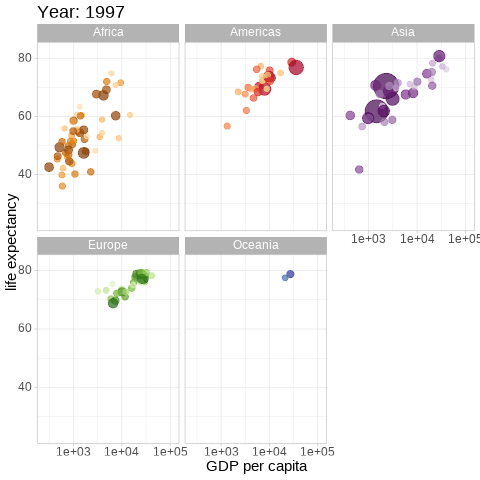 Year: 1997
Africa
Americas
Asia
80
60
40
1e+03 1e+04 1e+05
Europe
Oceania
80
60
40
1e+03 1e+04 1e+05
1e+03 1e+04 1e+05
life expectancy
GDP per capita